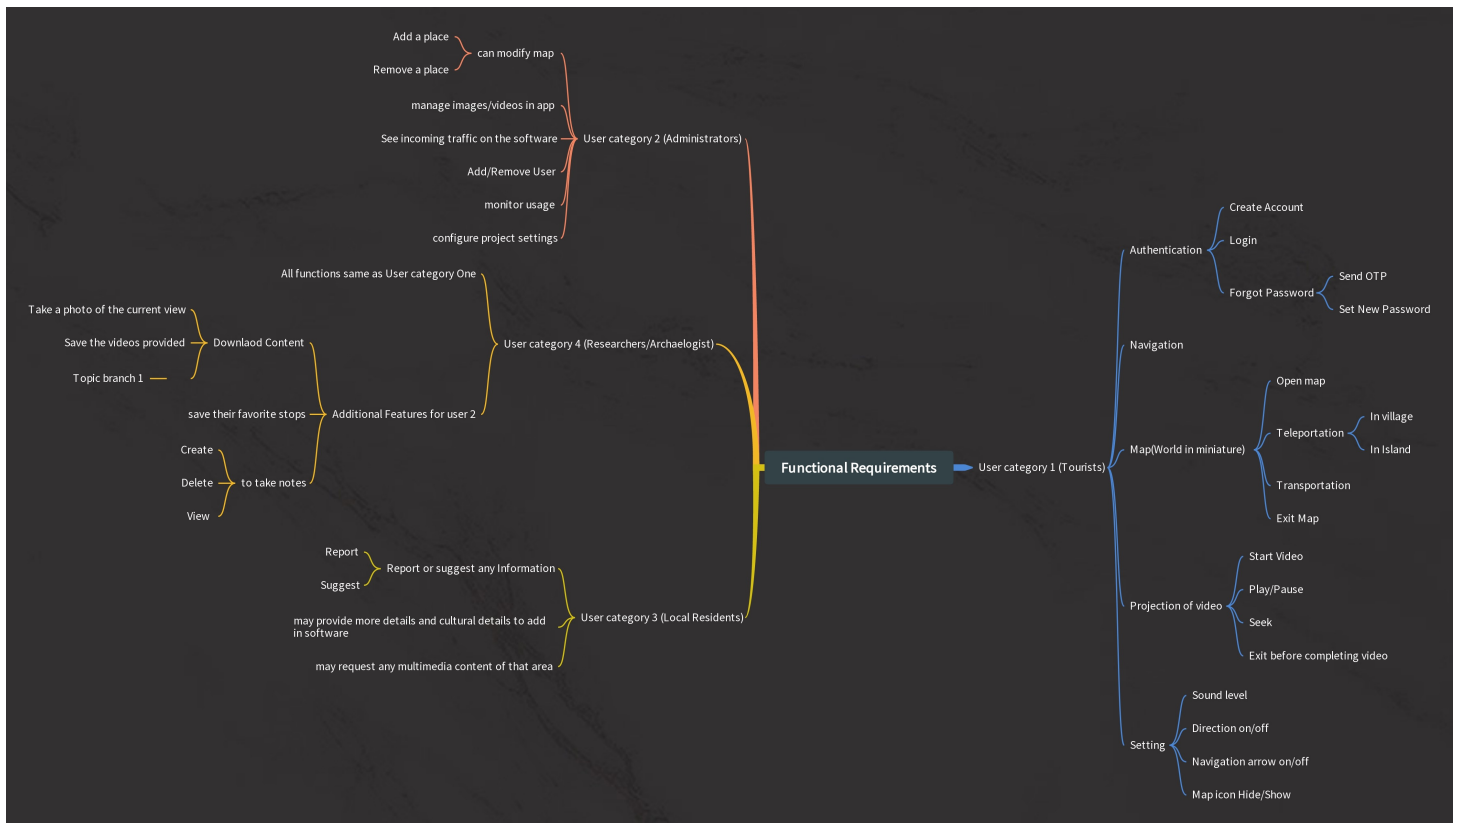 Functional Requirements
User category 1 (Tourists)
Authentication
Create Account
Login
Forgot Password
Send OTP
Set New Password
Navigation
Map(World in miniature)
Open map
Teleportation
In village
In Island
Transportation
Exit Map
Projection of video
Start Video
Play/Pause
Seek
Exit before completing video
Setting
Sound level
Direction on/off
Navigation arrow on/off
Map icon Hide/Show
User category 2 (Administrators)
can modify map
Add a place
Remove a place
manage images/videos in app
See incoming traffic on the software
Add/Remove User
monitor usage
configure project settings
User category 4 (Researchers/Archaelogist)
All functions same as User category One
Additional Features for user 2
Downlaod Content
Take a photo of the current view
Save the videos provided
Topic branch 1
save their favorite stops
to take notes
Create
Delete
View
User category 3 (Local Residents)
Report or suggest any Information
Report
Suggest
may provide more details and cultural details to add
in software
may request any multimedia content of that area